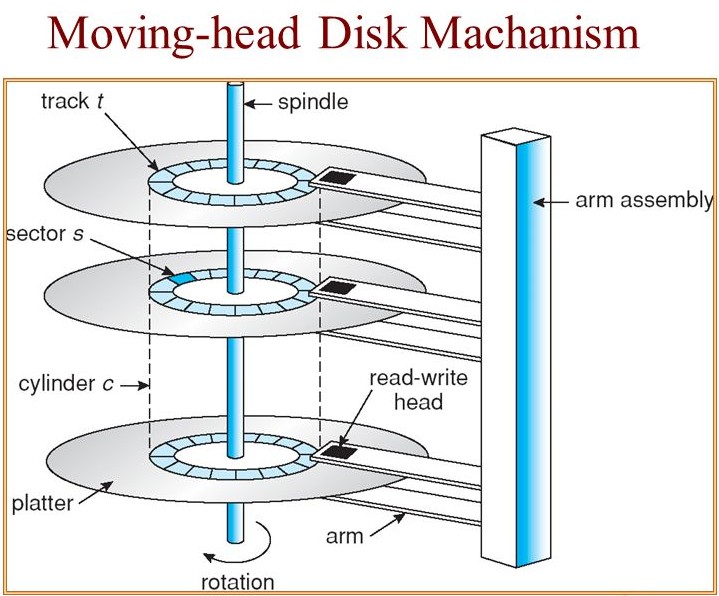 Moving-head Disk Machanism
track t
spindle
arm assembly
sector s
cylinder c
read-write
head
platter
arm
rotation